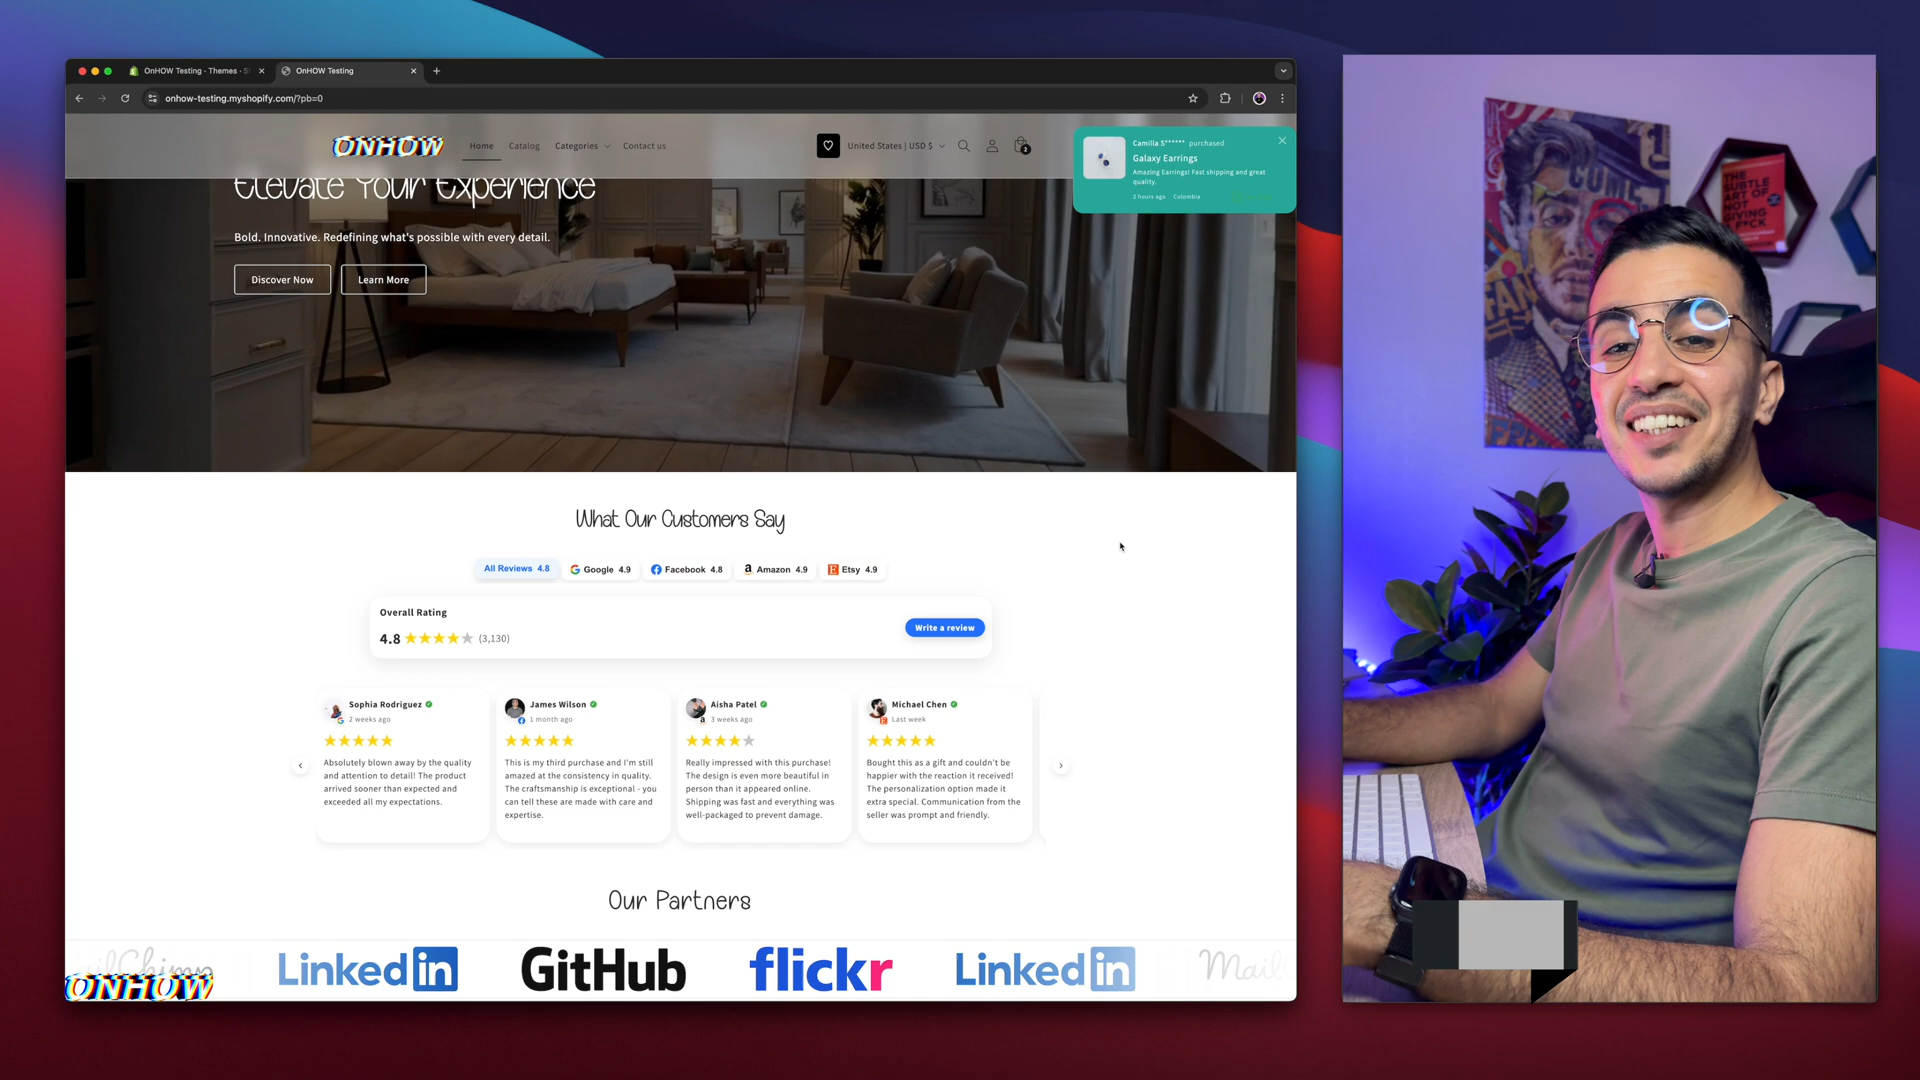 OnHOW Testing - Themes - S
OnHOW Testing
onhow-testing.myshopify.com/?pb=0
ONHOW
Home
Catalog
Categories
Contact us
United States | USD $
2
Camilla S****** purchased
Galaxy Earrings
Amazing Earrings! Fast shipping and great
quality.
2 hours ago Colombia
Elevate Your Experience
Bold. Innovative. Redefining what's possible with every detail.
Discover Now
Learn More
What Our Customers Say
All Reviews 4.8
Google 4.9
Facebook 4.8
Amazon 4.9
Etsy 4.9
Overall Rating
4.8 (3,130)
Write a review
Sophia Rodriguez
2 weeks ago
Absolutely blown away by the quality
and attention to detail! The product
arrived sooner than expected and
exceeded all my expectations.
James Wilson
1 month ago
This is my third purchase and I'm still
amazed at the consistency in quality.
The craftsmanship is exceptional - you
can tell these are made with care and
expertise.
Aisha Patel
3 weeks ago
Really impressed with this purchase!
The design is even more beautiful in
person than it appeared online.
Shipping was fast and everything was
well-packaged to prevent damage.
Michael Chen
Last week
Bought this as a gift and couldn't be
happier with the reaction it received!
The personalization option made it
extra special. Communication from the
seller was prompt and friendly.
Our Partners
LinkedIn
GitHub
flickr
LinkedIn
Mail
ONHOW
THE
SUBTLE
ART OF
NOT
GIVING
A F*CK